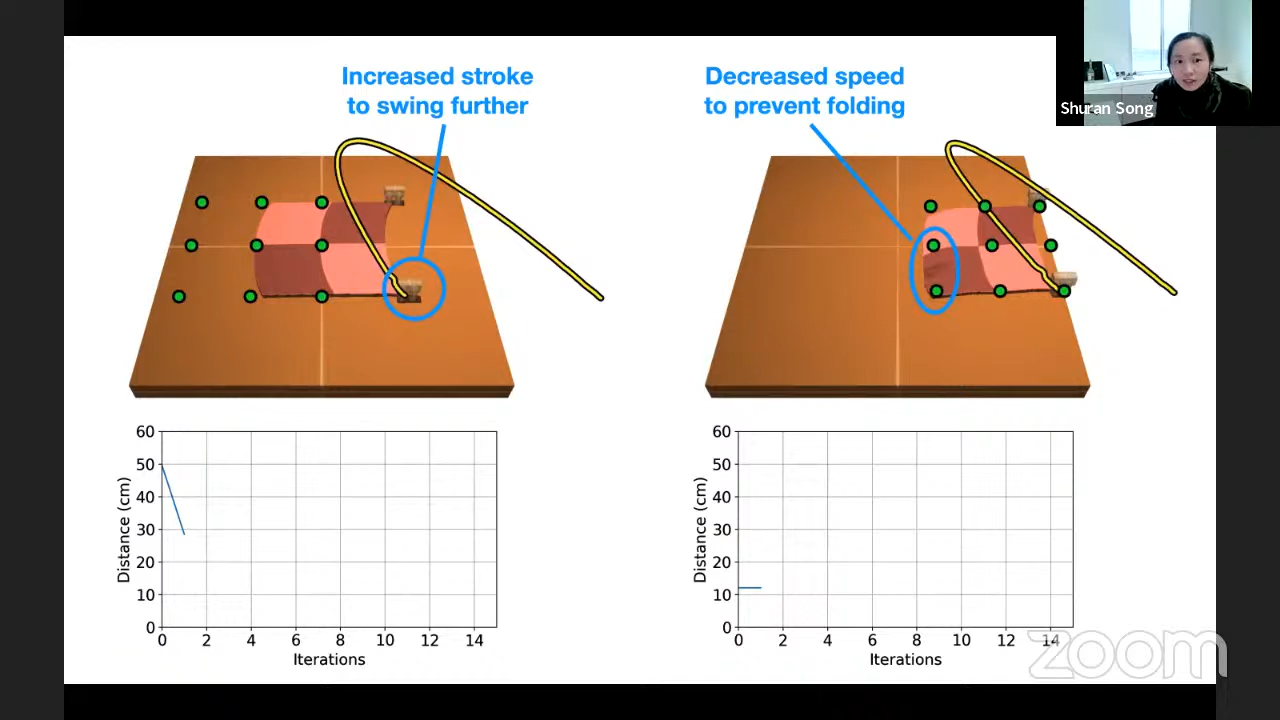 Increased stroke
to swing further
Decreased speed
to prevent folding
Shuran Song
60
50
40
30
20
10
0
Distance (cm)
0 2 4 6 8 10 12 14
Iterations
60
50
40
30
20
10
0
Distance (cm)
0 2 4 6 8 10 12 14
Iterations
zoom